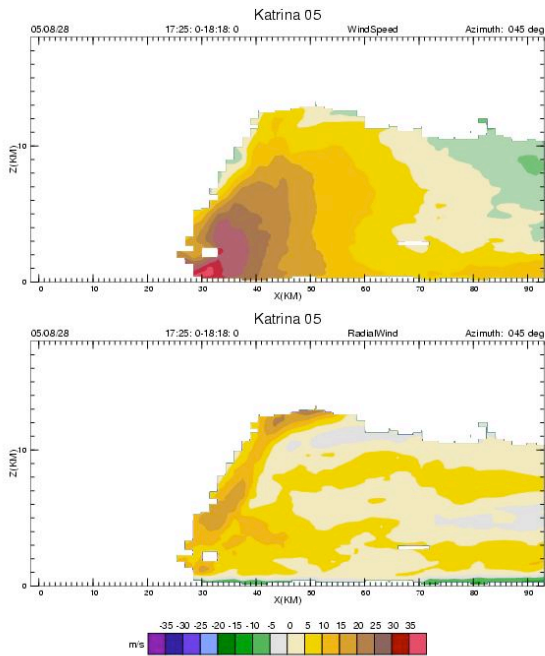 Katrina 05
05/08/28 17:25: 0-18:18: 0 WindSpeed Azimuth: 045 deg
Z(KM)
10
0
0 10 20 30 40 50 60 70 80 90
X(KM)
Katrina 05
05/08/28 17:25: 0-18:18: 0 RadialWind Azimuth: 045 deg
Z(KM)
10
0
0 10 20 30 40 50 60 70 80 90
X(KM)
-35 -30 -25 -20 -15 -10 -5 0 5 10 15 20 25 30 35
m/s